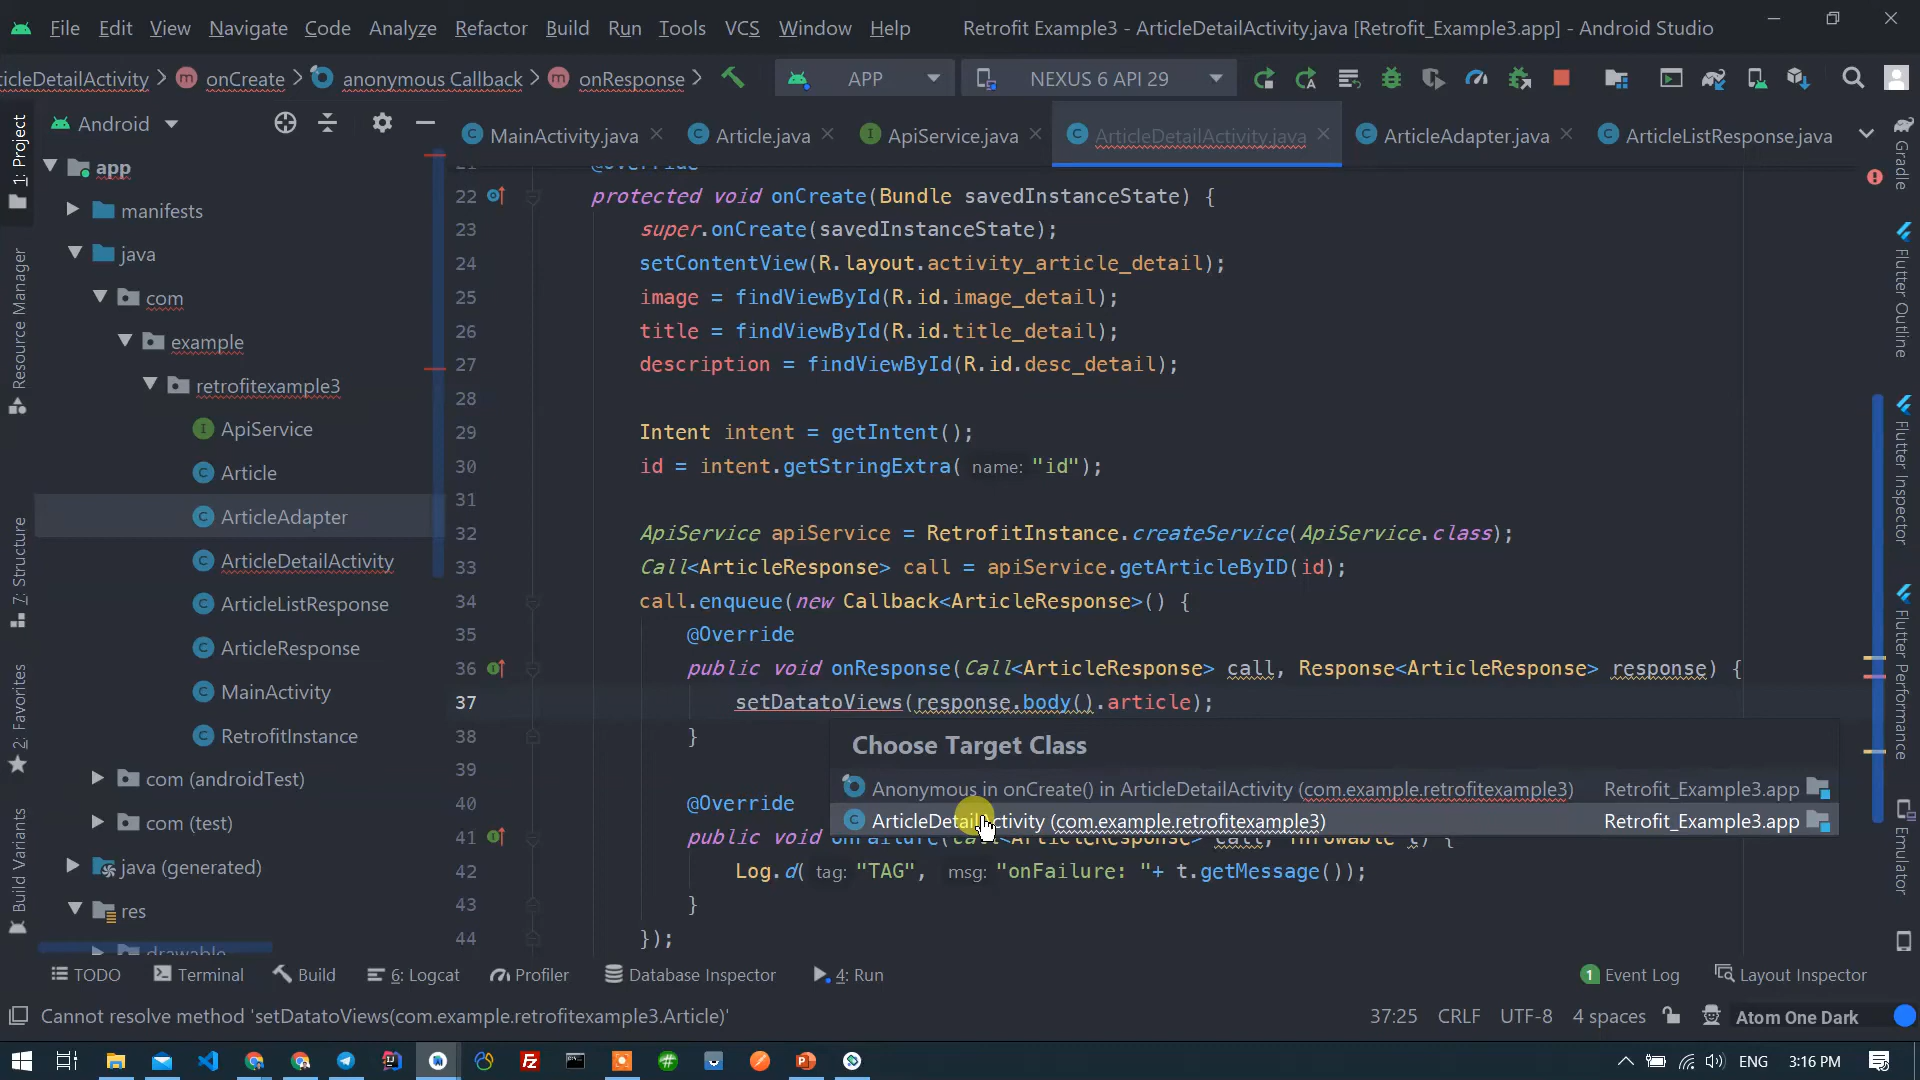 File Edit View Navigate Code Analyze Refactor Build Run Tools VCS Window Help Retrofit Example3 - ArticleDetailActivity.java [Retrofit_Example3.app] - Android Studio
ticleDetailActivity onCreate anonymous Callback onResponse APP NEXUS 6 API 29
Android
MainActivity.java Article.java ApiService.java ArticleDetailActivity.java ArticleAdapter.java ArticleListResponse.java
1: Project
Resource Manager
7: Structure
2: Favorites
Build Variants
app
manifests
java
com
example
retrofitexample3
ApiService
Article
ArticleAdapter
ArticleDetailActivity
ArticleListResponse
ArticleResponse
MainActivity
RetrofitInstance
com (androidTest)
com (test)
java (generated)
res
drawable
21 @Override
22 protected void onCreate(Bundle savedInstanceState) {
23 super.onCreate(savedInstanceState);
24 setContentView(R.layout.activity_article_detail);
25 image = findViewById(R.id.image_detail);
26 title = findViewById(R.id.title_detail);
27 description = findViewById(R.id.desc_detail);
28
29 Intent intent = getIntent();
30 id = intent.getStringExtra( name: "id");
31
32 ApiService apiService = RetrofitInstance.createService(ApiService.class);
33 Call<ArticleResponse> call = apiService.getArticleByID(id);
34 call.enqueue(new Callback<ArticleResponse>() {
35 @Override
36 public void onResponse(Call<ArticleResponse> call, Response<ArticleResponse> response) {
37 setDatatoViews(response.body().article);
38 }
Choose Target Class
39
Anonymous in onCreate() in ArticleDetailActivity (com.example.retrofitexample3) Retrofit_Example3.app
40 @Override
ArticleDetailActivity (com.example.retrofitexample3) Retrofit_Example3.app
41 public void onFailure(Call<ArticleResponse> call, Throwable t) {
42 Log.d( tag: "TAG", msg: "onFailure: "+ t.getMessage());
43 }
44 });
Gradle
Flutter Outline
Flutter Inspector
Flutter Performance
Emulator
TODO Terminal Build 6: Logcat Profiler Database Inspector 4: Run 1 Event Log Layout Inspector
Cannot resolve method 'setDatatoViews(com.example.retrofitexample3.Article)' 37:25 CRLF UTF-8 4 spaces Atom One Dark
ENG 3:16 PM